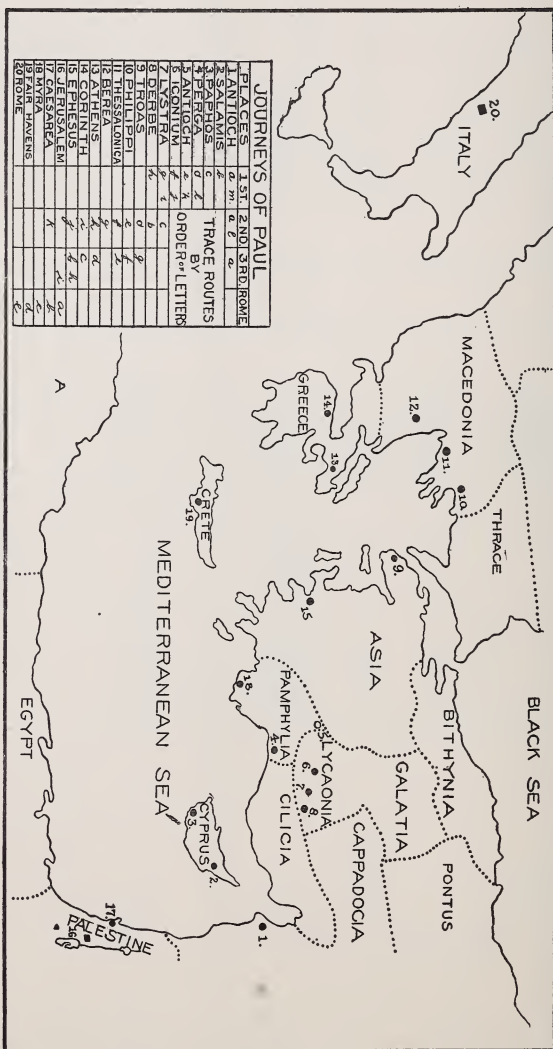 JOURNEYS OF PAUL
PLACES 1ST. 2ND. 3RD. ROME
1 ANTIOCH a m a l a
2 SALAMIS b
3 PAPHOS c
4 PERGA d l
5 ANTIOCH e k
6 ICONIUM f j
7 LYSTRA g i c
8 DERBE h b
9 TROAS d g
10 PHILIPI e f
11 THESSALONICA f
12 BEREA g
13 ATHENS h d
14 CORINTH i c
15 EPHESUS b h
16 JERUSALEM i a
17 CAESAREA k b
18 MYRA c
19 FAIR HAVENS d
20 ROME e
TRACE ROUTES
BY
ORDER OF LETTERS
BLACK SEA
20.
ITALY
MACEDONIA
THRACE
BITHYNIA
PONTUS
12.
11.
10.
9.
GALATIA
GREECE
14.
13.
ASIA
CAPPADOCIA
15.
LYCAONIA
5.
6.
7.
8.
PAMPHYLIA
4.
18.
CILICIA
CRETE
19.
1.
CYPRUS
2.
3
MEDITERRANEAN SEA
A
EGYPT
17.
PALESTINE
16